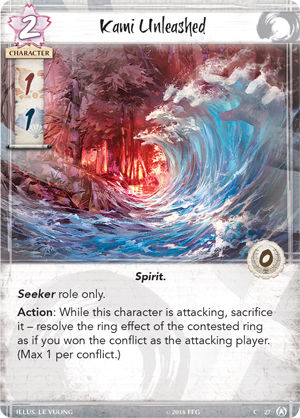 Kami Unleashed
2
CHARACTER
1
1
0
Spirit.
Seeker role only.
Action: While this character is attacking, sacrifice
it – resolve the ring effect of the contested ring
as if you won the conflict as the attacking player.
(Max 1 per conflict.)
ILLUS. LE VUONG
© 2018 FFG
C 27